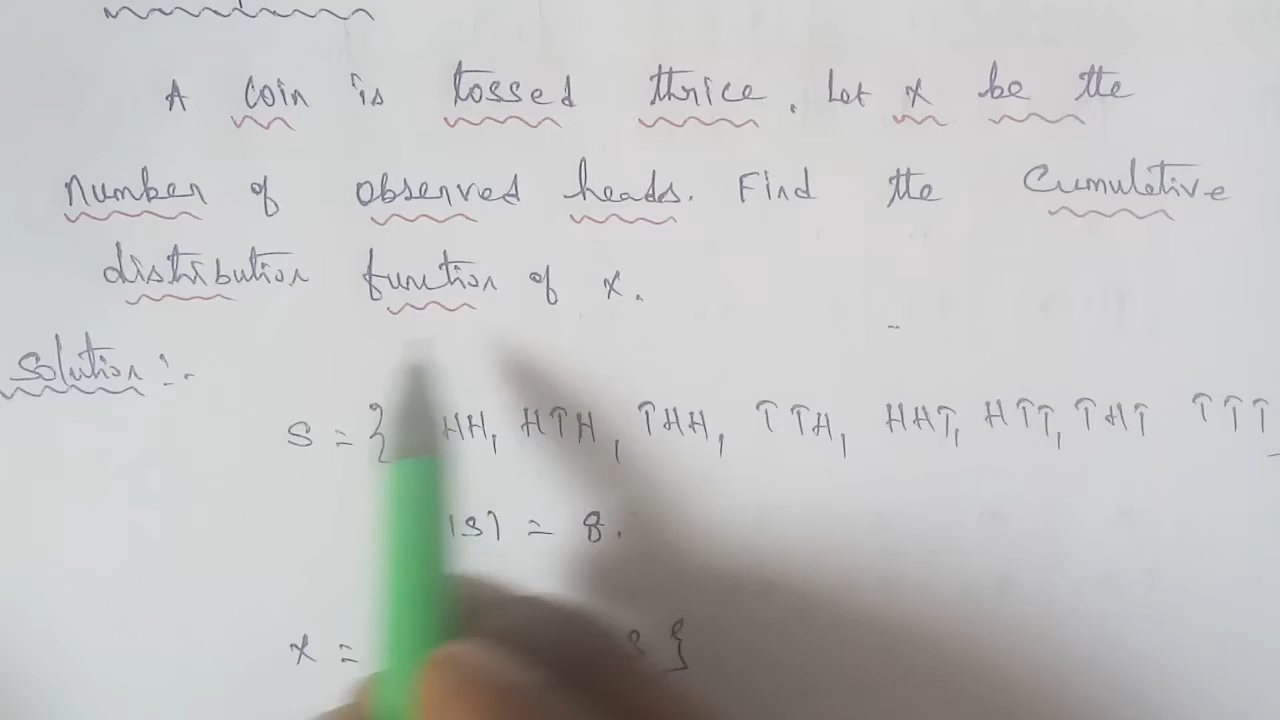 A coin is tossed thrice. Let x be the
Number of observed heads. Find the Cumulative
distribution function of x.
Solution :-
S = { HH, HTH, THH, TTH, HHT, HTT, THT TTT
|S| = 8.
x = }